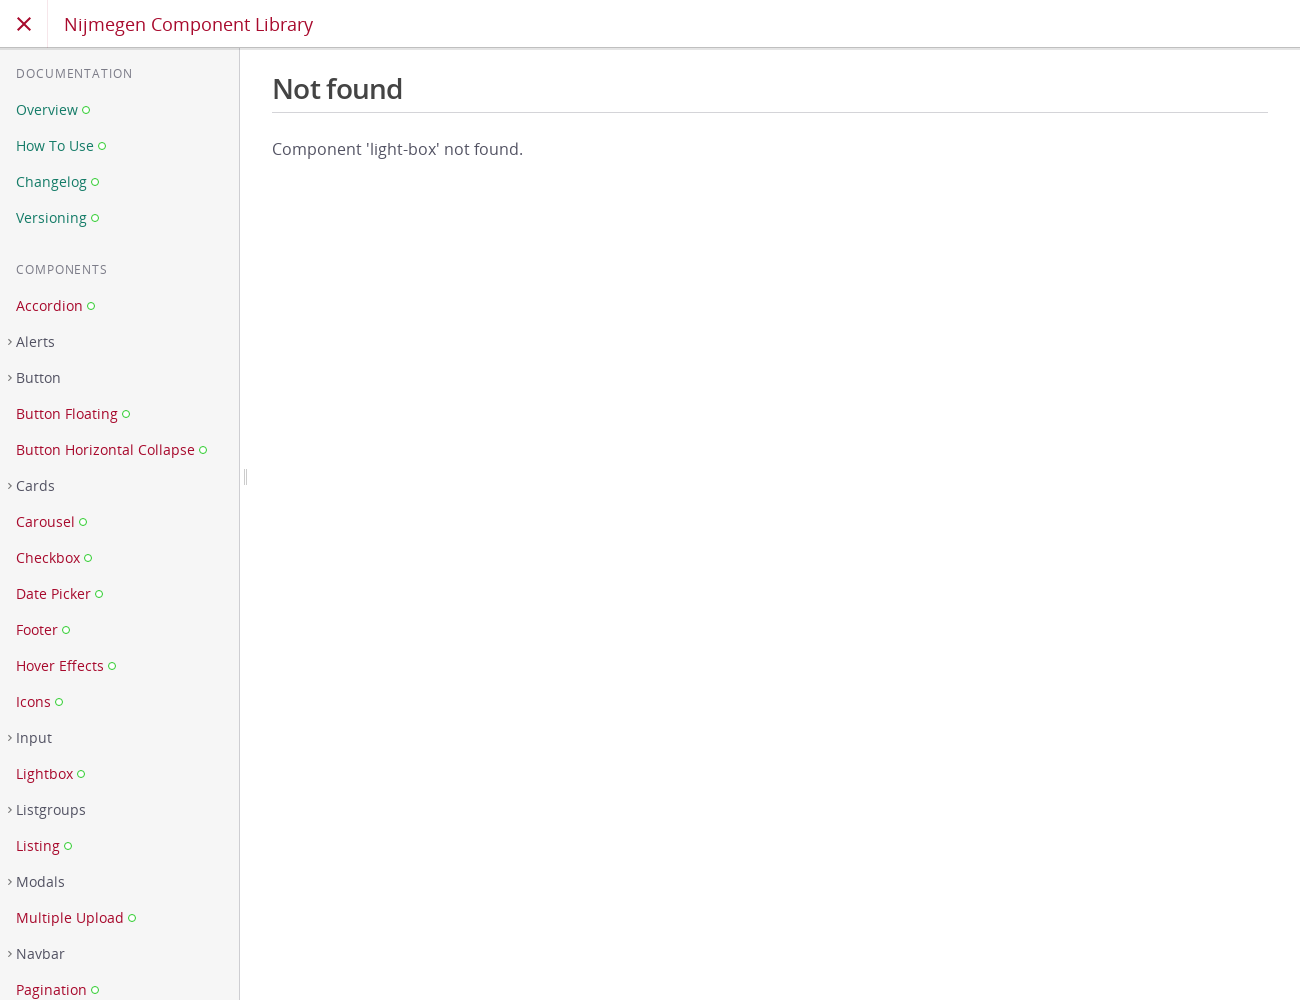 Nijmegen Component Library
DOCUMENTATION
Overview
How To Use
Changelog
Versioning
COMPONENTS
Accordion
Alerts
Button
Button Floating
Button Horizontal Collapse
Cards
Carousel
Checkbox
Date Picker
Footer
Hover Effects
Icons
Input
Lightbox
Listgroups
Listing
Modals
Multiple Upload
Navbar
Pagination
Not found
Component 'light-box' not found.